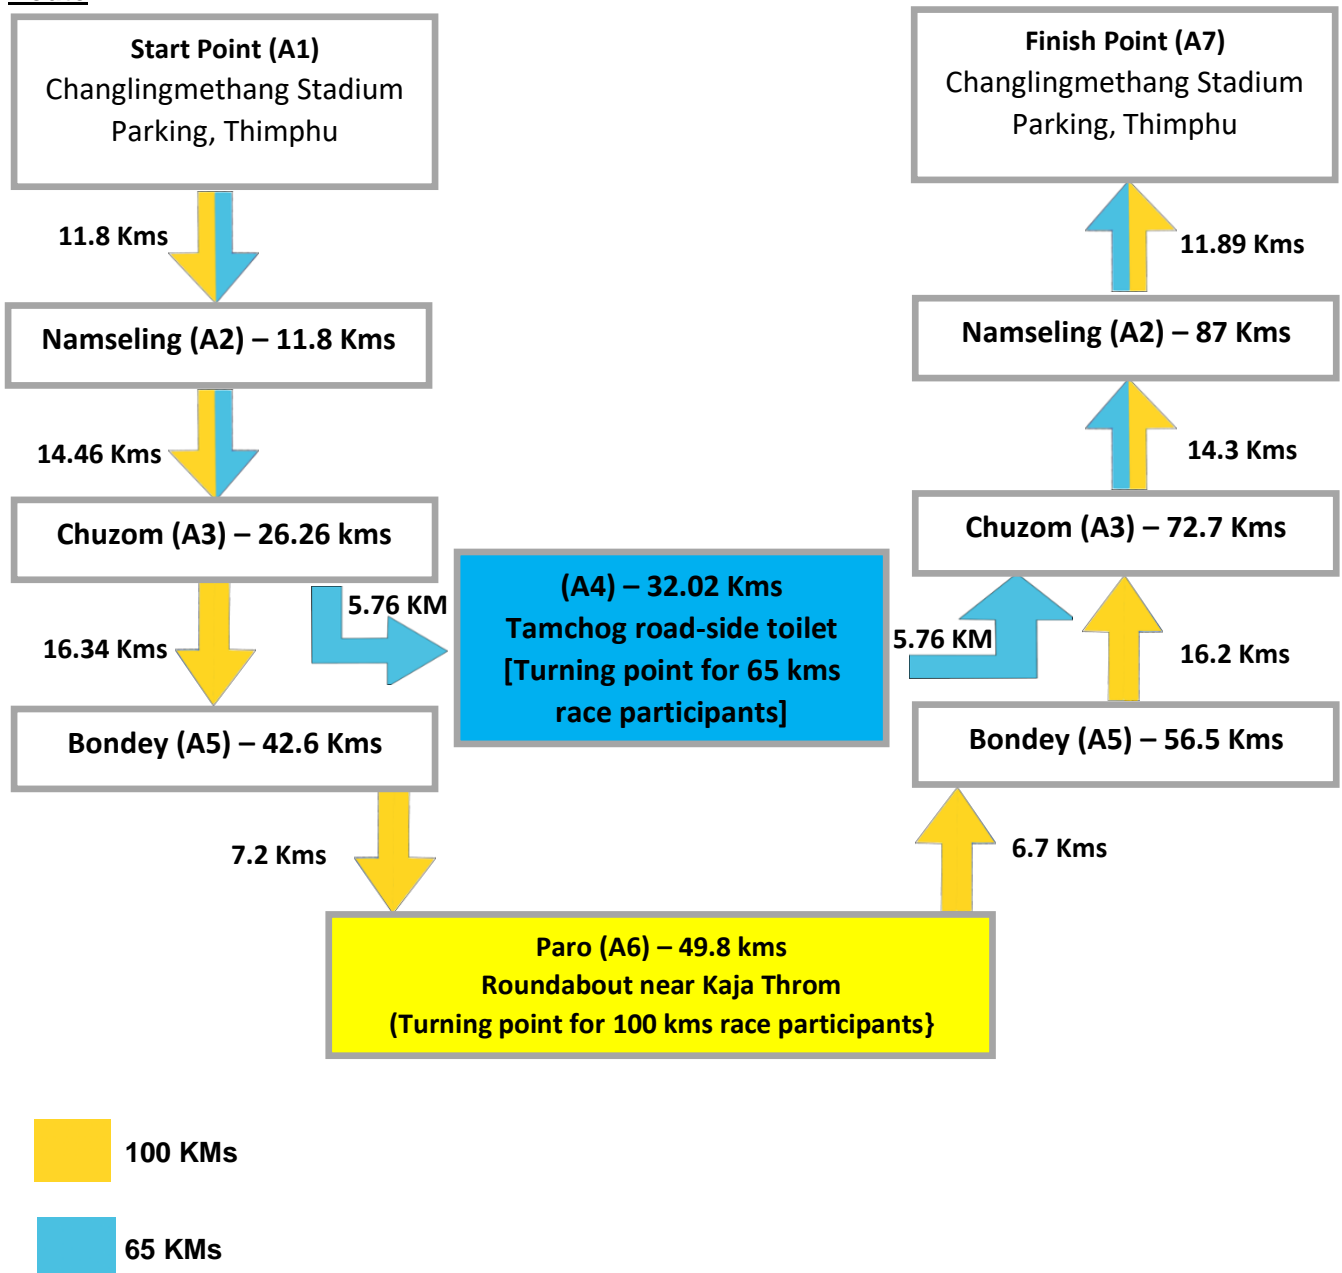 Start Point (A1)
Changlingmethang Stadium
Parking, Thimphu
11.8 Kms
Namseling (A2) – 11.8 Kms
14.46 Kms
Chuzom (A3) – 26.26 kms
5.76 KM
16.34 Kms
(A4) – 32.02 Kms
Tamchog road-side toilet
[Turning point for 65 kms
race participants]
Bondey (A5) – 42.6 Kms
7.2 Kms
Paro (A6) – 49.8 kms
Roundabout near Kaja Throm
(Turning point for 100 kms race participants}
6.7 Kms
Bondey (A5) – 56.5 Kms
16.2 Kms
5.76 KM
Chuzom (A3) – 72.7 Kms
14.3 Kms
Namseling (A2) – 87 Kms
11.89 Kms
Finish Point (A7)
Changlingmethang Stadium
Parking, Thimphu
100 KMs
65 KMs